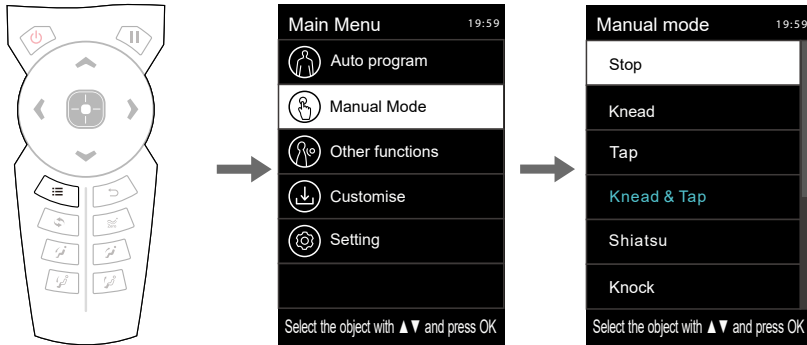 Main Menu 19:59
Auto program
Manual Mode
Other functions
Customise
Setting
Select the object with ▲▼ and press OK
Manual mode 19:59
Stop
Knead
Tap
Knead & Tap
Shiatsu
Knock
Select the object with ▲▼ and press OK